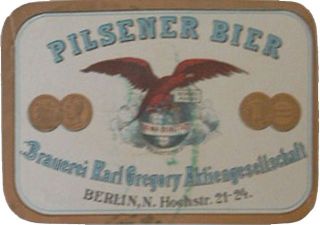 PILSENER BIER
Brauerei Karl Gregory Aktiengesellschaft
BERLIN, N. Hochstr. 21-24.